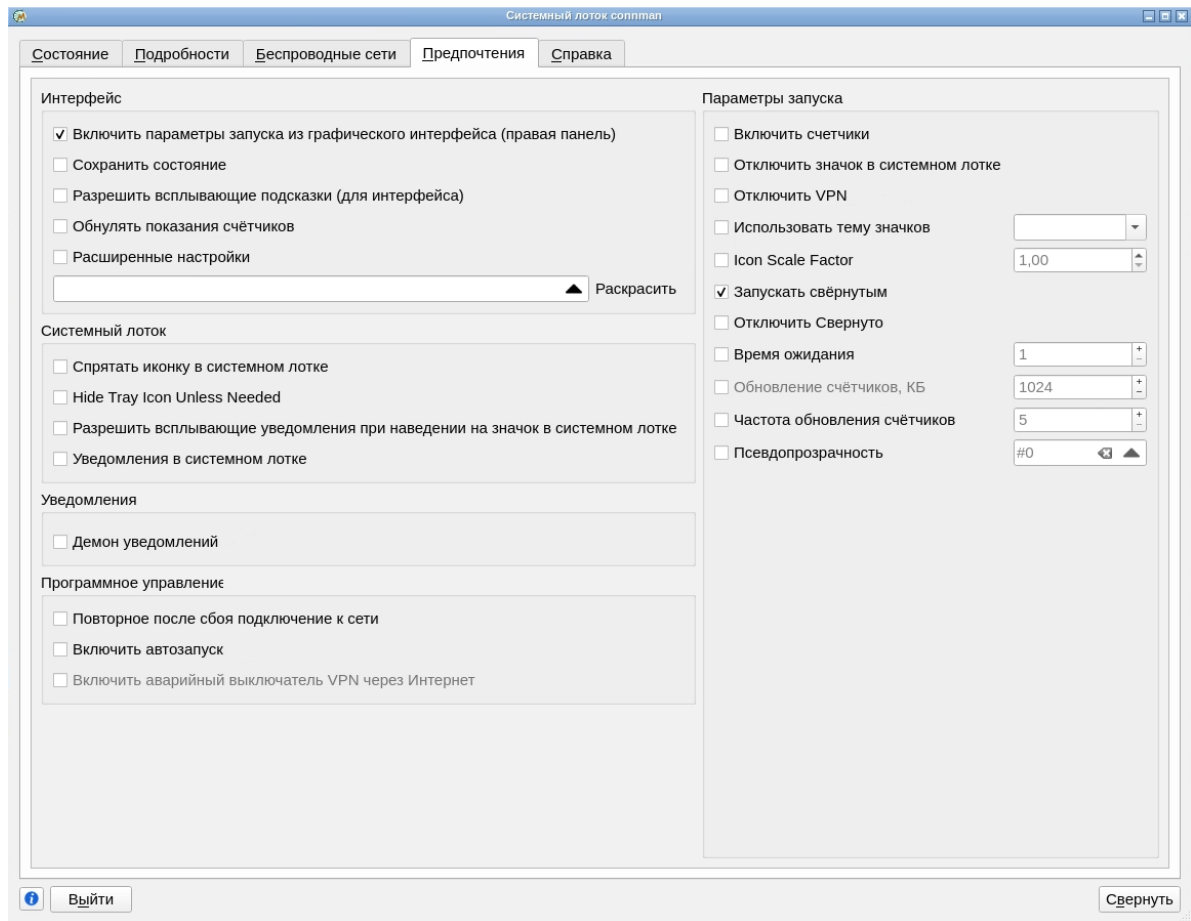 Системный лоток connman
Состояние Подробности Беспроводные сети Предпочтения Справка
Интерфейс
Включить параметры запуска из графического интерфейса (правая панель)
Сохранить состояние
Разрешить всплывающие подсказки (для интерфейса)
Обнулять показания счётчиков
Расширенные настройки
Раскрасить
Системный лоток
Спрятать иконку в системном лотке
Hide Tray Icon Unless Needed
Разрешить всплывающие уведомления при наведении на значок в системном лотке
Уведомления в системном лотке
Уведомления
Демон уведомлений
Программное управление
Повторное после сбоя подключение к сети
Включить автозапуск
Включить аварийный выключатель VPN через Интернет
Параметры запуска
Включить счетчики
Отключить значок в системном лотке
Отключить VPN
Использовать тему значков
Icon Scale Factor 1,00
Запускать свёрнутым
Отключить Свернуто
Время ожидания 1
Обновление счётчиков, КБ 1024
Частота обновления счётчиков 5
Псевдопрозрачность #0
Выйти Свернуть